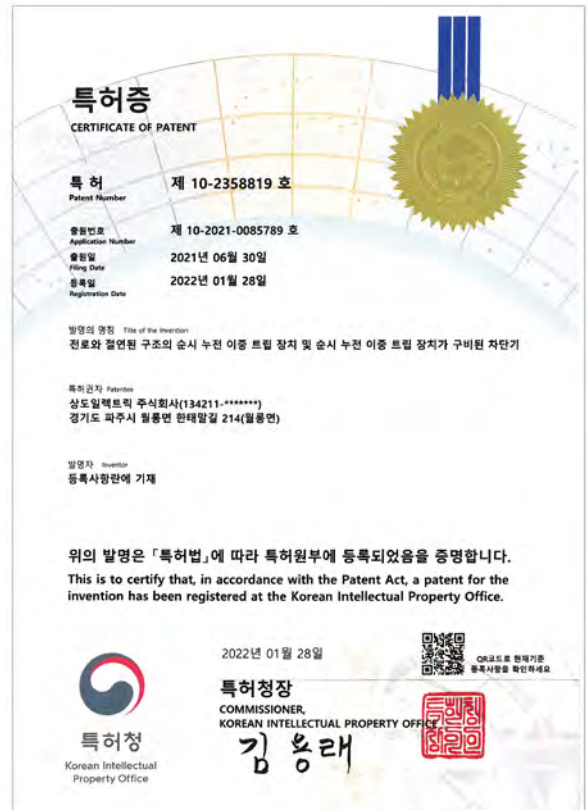 특허증
CERTIFICATE OF PATENT
특 허 제 10-2358819 호
Patent Number
출원번호 제 10-2021-0085789 호
Application Number
출원일 2021년 06월 30일
Filing Date
등록일 2022년 01월 28일
Registration Date
발명의 명칭 Title of the Invention
전로와 절연된 구조의 순시 누전 이중 트립 장치 및 순시 누전 이중 트립 장치가 구비된 차단기
특허권자 Patentee
상도일렉트릭 주식회사(134211-*******)
경기도 파주시 월롱면 한태말길 214(월롱면)
발명자 Inventor
등록사항란에 기재
위의 발명은 「특허법」에 따라 특허원부에 등록되었음을 증명합니다.
This is to certify that, in accordance with the Patent Act, a patent for the
invention has been registered at the Korean Intellectual Property Office.
2022년 01월 28일
QR코드로 현재기준
등록사항을 확인하세요
특허청장
COMMISSIONER,
KOREAN INTELLECTUAL PROPERTY OFFICE
김용래
특허청
Korean Intellectual
Property Office